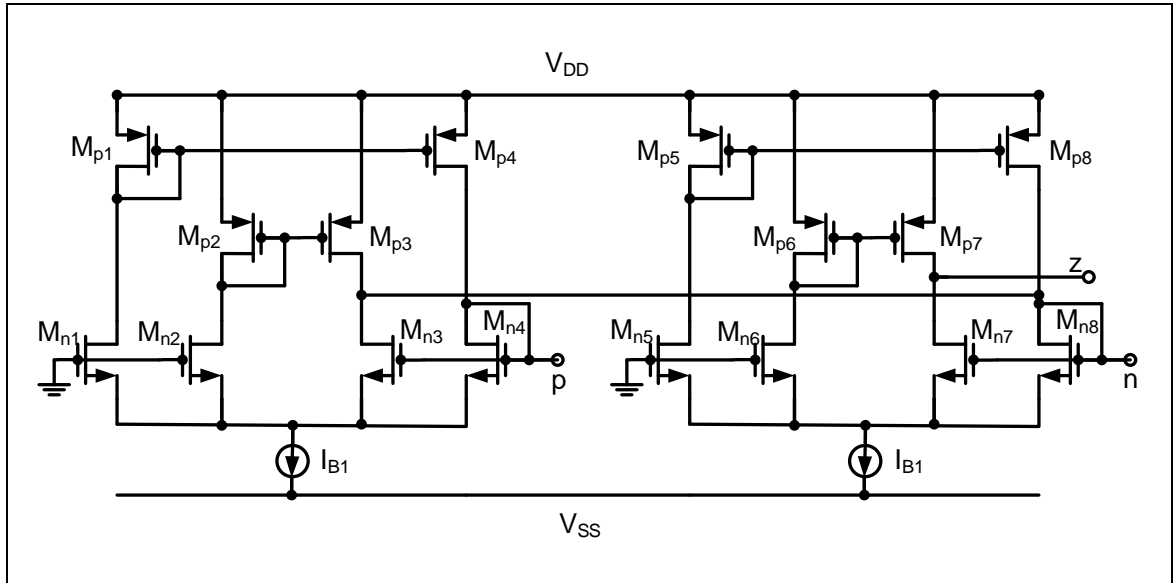 V_DD
M_p1 M_p4 M_p5 M_p8
M_p2 M_p3 M_p6 M_p7
z
M_n1 M_n2 M_n3 M_n4 M_n5 M_n6 M_n7 M_n8
p n
I_B1 I_B1
V_SS